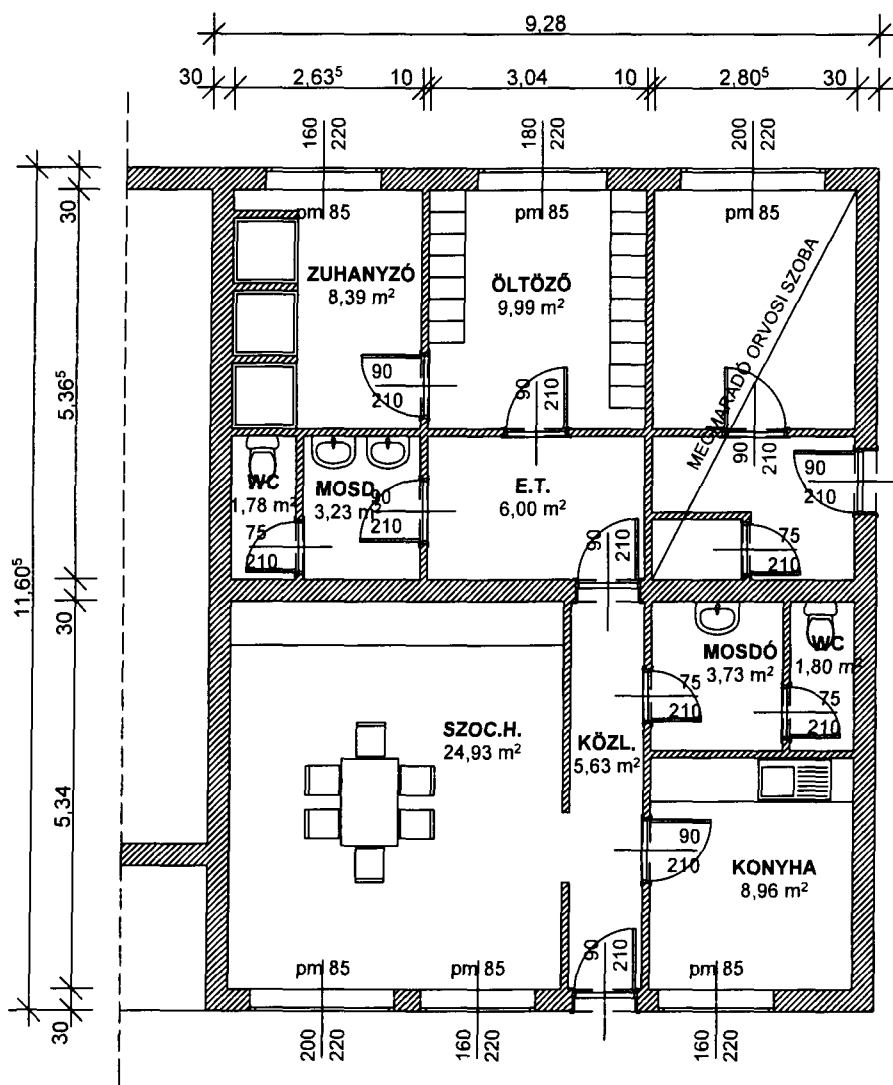 9,28
30
2,63⁵
10
3,04
10
2,80⁵
30
160
220
180
220
200
220
11,60⁵
30
5,36⁵
30
5,34
30
pm 85
pm 85
pm 85
ZUHANYZÓ
8,39 m²
ÖLTÖZŐ
9,99 m²
MEGMARADÓ ORVOSI SZOBA
90
210
90
210
90
210
90
210
WC
1,78 m²
MOSD.
3,23 m²
90
210
75
210
E.T.
6,00 m²
90
210
75
210
SZOC.H.
24,93 m²
KÖZL.
5,63 m²
MOSDÓ
3,73 m²
WC
1,80 m²
75
210
75
210
90
210
KONYHA
8,96 m²
90
210
pm 85
pm 85
pm 85
200
220
160
220
160
220